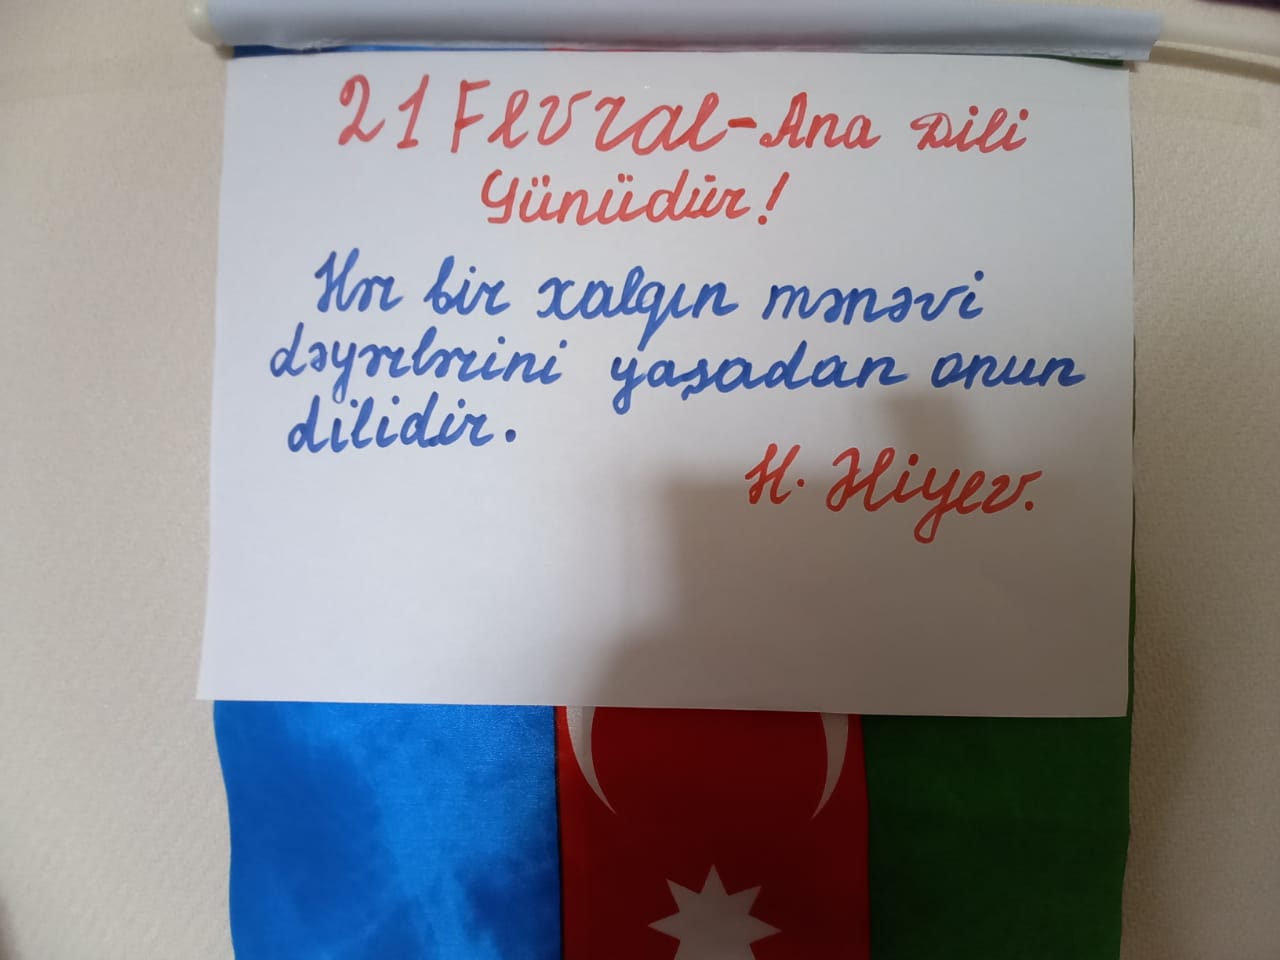 21 Fevral-Ana Dili
Günüdür!
Hər bir xalqın mənəvi
dəyərlərini yaşadan onun
dilidir.
H. Əliyev.